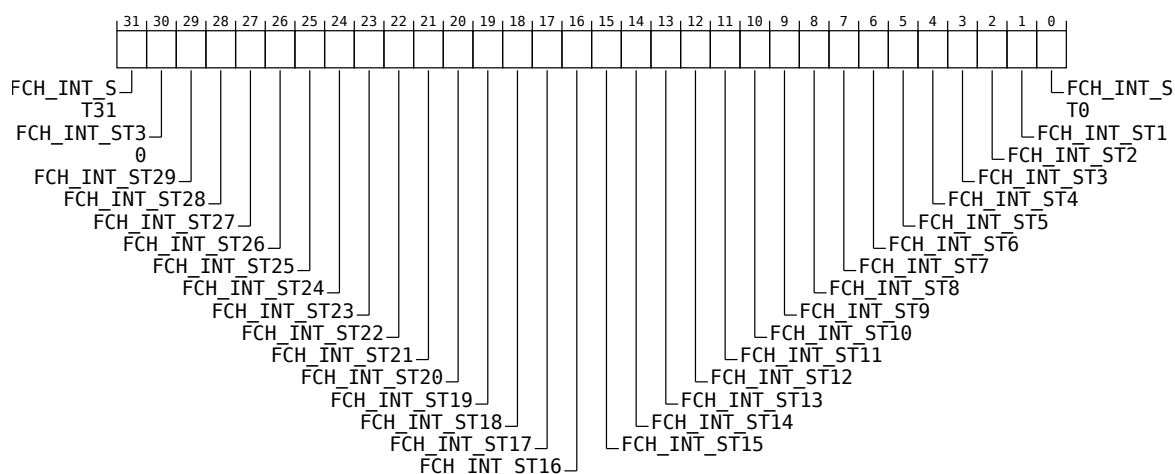 31 30 29 28 27 26 25 24 23 22 21 20 19 18 17 16 15 14 13 12 11 10 9 8 7 6 5 4 3 2 1 0
FCH_INT_S
T31
FCH_INT_ST3
0
FCH_INT_ST29
FCH_INT_ST28
FCH_INT_ST27
FCH_INT_ST26
FCH_INT_ST25
FCH_INT_ST24
FCH_INT_ST23
FCH_INT_ST22
FCH_INT_ST21
FCH_INT_ST20
FCH_INT_ST19
FCH_INT_ST18
FCH_INT_ST17
FCH_INT_ST16
FCH_INT_S
T0
FCH_INT_ST1
FCH_INT_ST2
FCH_INT_ST3
FCH_INT_ST4
FCH_INT_ST5
FCH_INT_ST6
FCH_INT_ST7
FCH_INT_ST8
FCH_INT_ST9
FCH_INT_ST10
FCH_INT_ST11
FCH_INT_ST12
FCH_INT_ST13
FCH_INT_ST14
FCH_INT_ST15